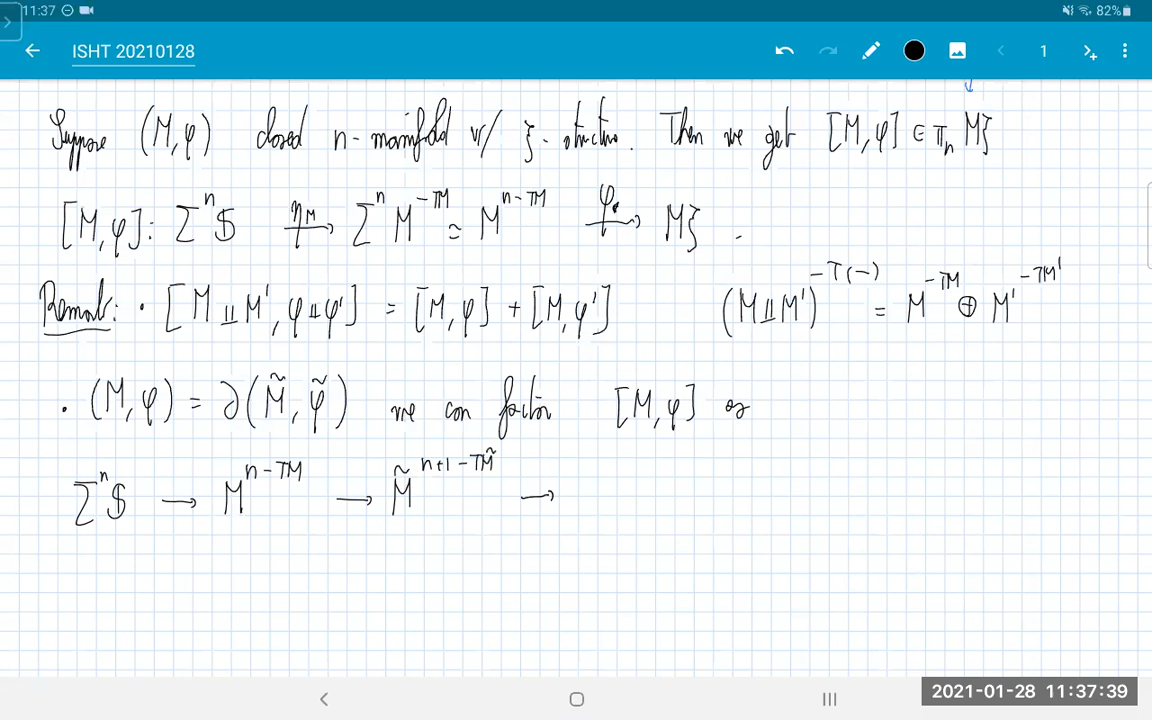 11:37 82%
ISHT 20210128 1
Suppose (M,φ) closed n-manifold w/ ξ-structure. Then we get [M,φ] ∈ π_n Mξ
[M,φ]: Σ^n $ →^{η_M} Σ^n M^{-TM} ≃ M^{n-TM} →^{φ_*} Mξ
Remark: · [M ⊔ M', φ ⊔ φ'] = [M,φ] + [M,φ'] (M ⊔ M')^{-T(-)} = M^{-TM} ⊕ M'^{-TM'}
· (M,φ) = ∂(M̃, φ̃) we can factor [M,φ] as
Σ^n $ → M^{n-TM} → M̃^{n+1-TM̃} →
2021-01-28 11:37:39